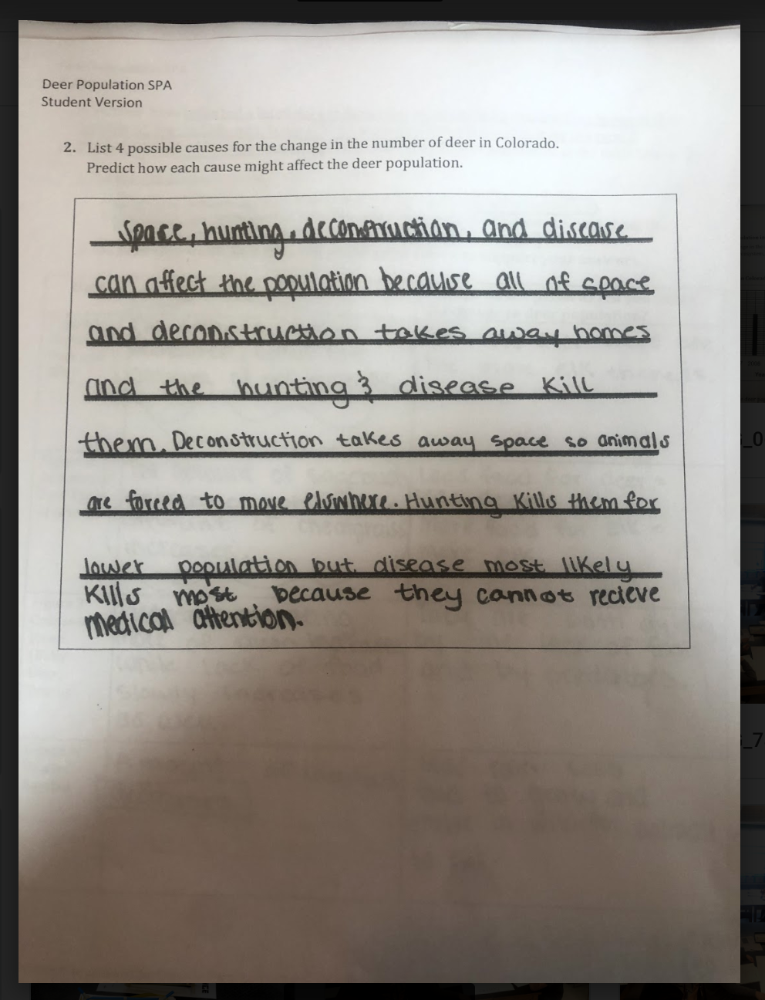 Deer Population SPA
Student Version
2. List 4 possible causes for the change in the number of deer in Colorado.
Predict how each cause might affect the deer population.
Space, hunting, deconstruction, and disease
can affect the population because all of space
and deconstruction takes away homes
and the hunting & disease kill
them. Deconstruction takes away space so animals
are forced to move elswhere. Hunting kills them for
lower population but disease most likely
kills most because they cannot recieve
medical attention.